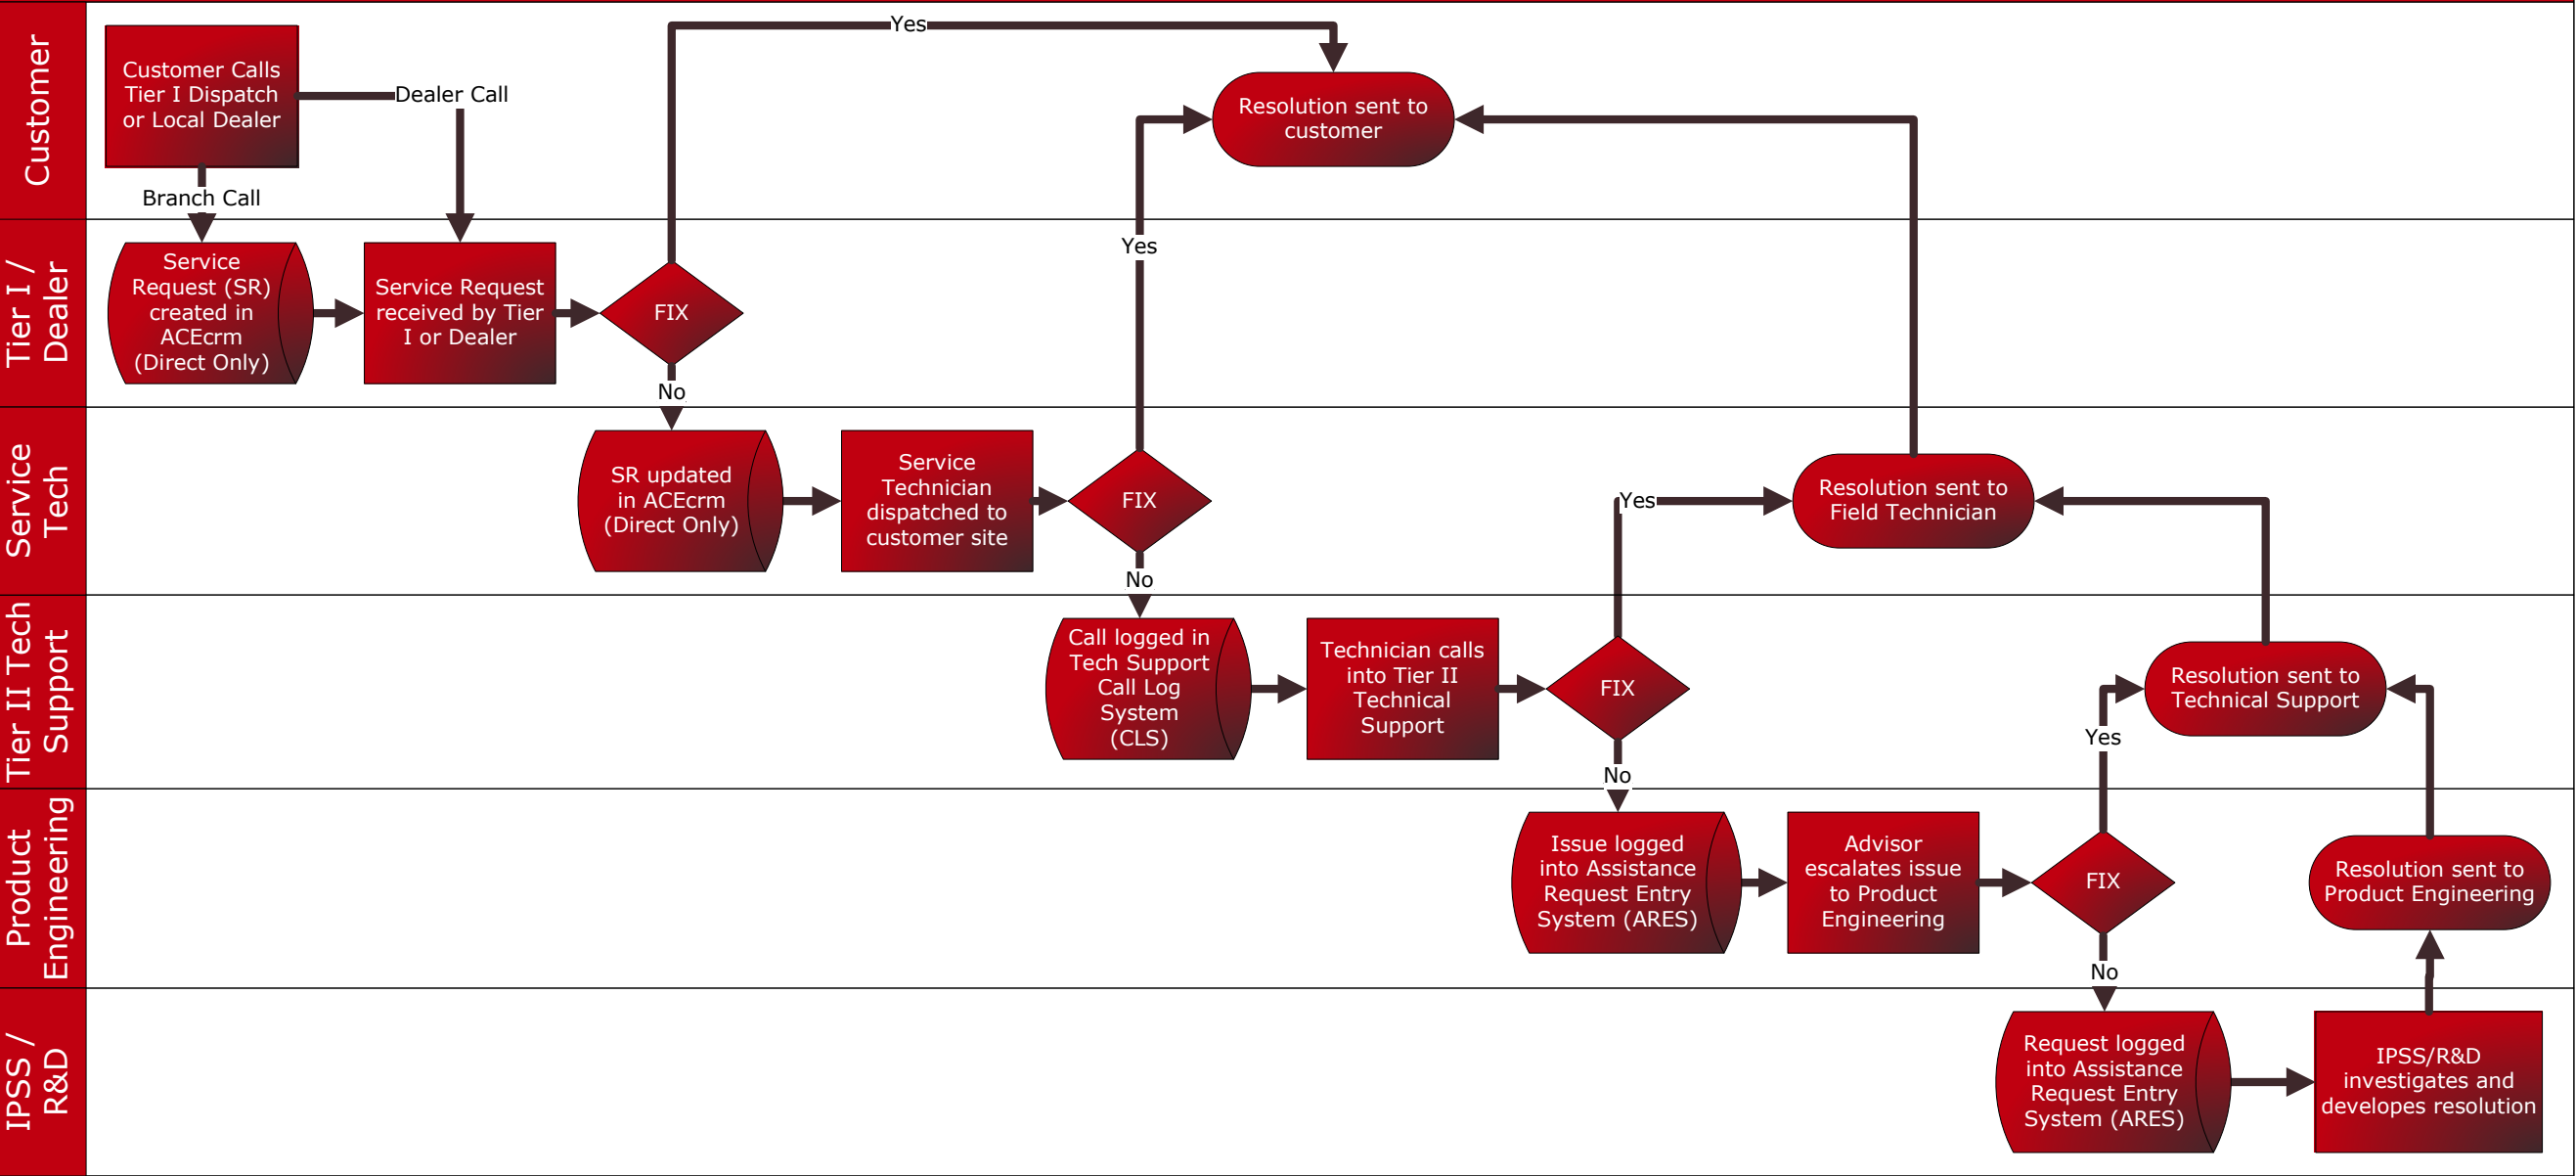 Customer
Customer Calls
Tier I Dispatch
or Local Dealer
Dealer Call
Branch Call
Yes
Resolution sent to
customer
Tier I /
Dealer
Service
Request (SR)
created in
ACEcrm
(Direct Only)
Service Request
received by Tier
I or Dealer
FIX
No
Yes
Service
Tech
SR updated
in ACEcrm
(Direct Only)
Service
Technician
dispatched to
customer site
FIX
No
Yes
Resolution sent to
Field Technician
Tier II Tech
Support
Call logged in
Tech Support
Call Log
System
(CLS)
Technician calls
into Tier II
Technical
Support
FIX
No
Yes
Resolution sent to
Technical Support
Product
Engineering
Issue logged
into Assistance
Request Entry
System (ARES)
Advisor
escalates issue
to Product
Engineering
FIX
No
Resolution sent to
Product Engineering
IPSS /
R&D
Request logged
into Assistance
Request Entry
System (ARES)
IPSS/R&D
investigates and
developes resolution